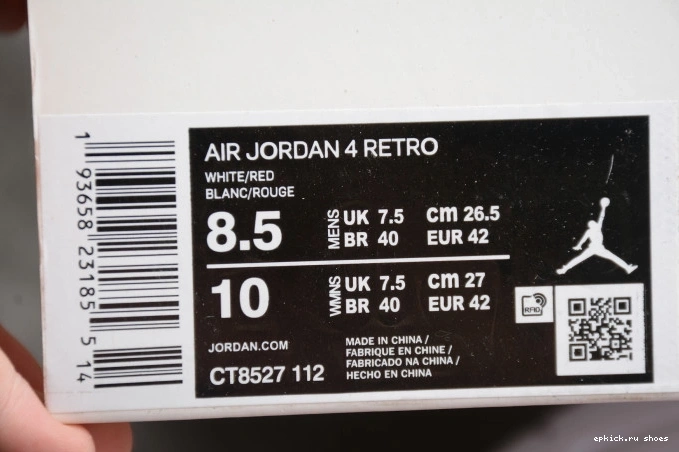 AIR JORDAN 4 RETRO
WHITE/RED
BLANC/ROUGE
8.5 MENS UK 7.5 cm 26.5
BR 40 EUR 42
10 WMNS UK 7.5 cm 27
BR 40 EUR 42
RFID
JORDAN.COM
CT8527 112
MADE IN CHINA /
FABRIQUE EN CHINE /
FABRICADO NA CHINA /
HECHO EN CHINA
1 93658 23185 5 14
epkick.ru shoes